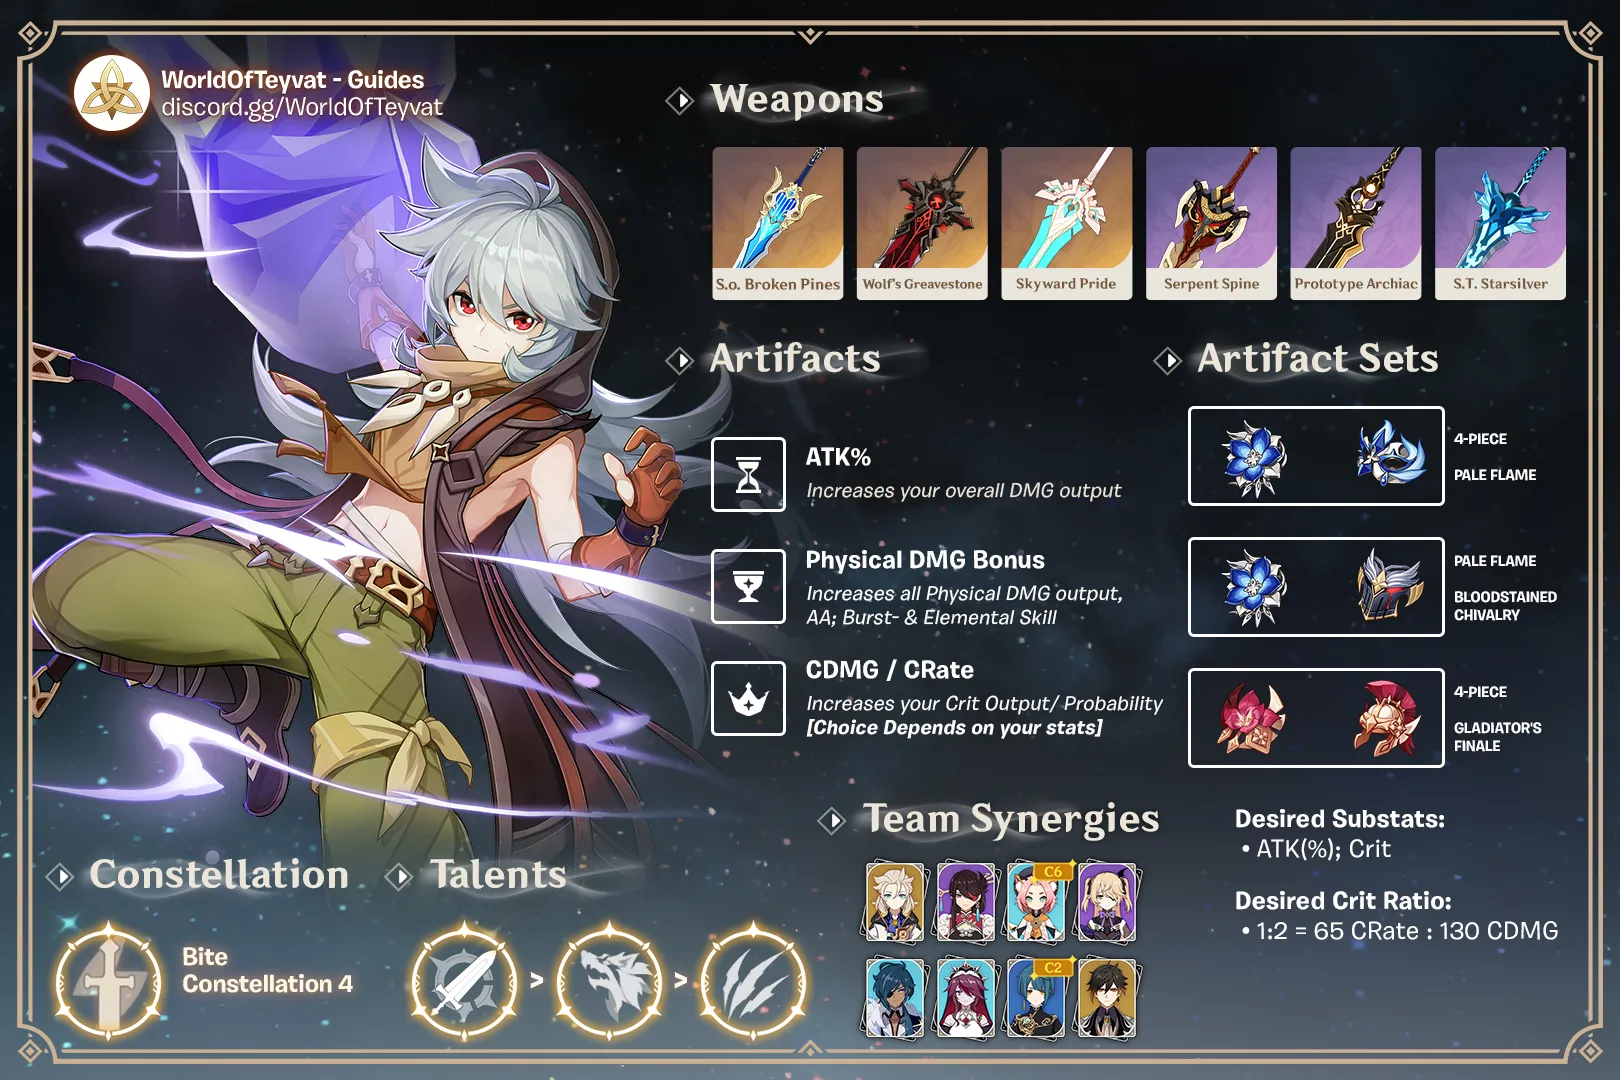 WorldOfTeyvat - Guides
discord.gg/WorldOfTeyvat
Weapons
S.o. Broken Pines
Wolf's Greavestone
Skyward Pride
Serpent Spine
Prototype Archiac
S.T. Starsilver
Artifacts
ATK%
Increases your overall DMG output
Physical DMG Bonus
Increases all Physical DMG output,
AA; Burst- & Elemental Skill
CDMG / CRate
Increases your Crit Output/ Probability
[Choice Depends on your stats]
Artifact Sets
4-PIECE
PALE FLAME
PALE FLAME
BLOODSTAINED
CHIVALRY
4-PIECE
GLADIATOR'S
FINALE
Team Synergies
C6
C2
Desired Substats:
• ATK(%); Crit
Desired Crit Ratio:
• 1:2 = 65 CRate : 130 CDMG
Constellation
Bite
Constellation 4
Talents
> >